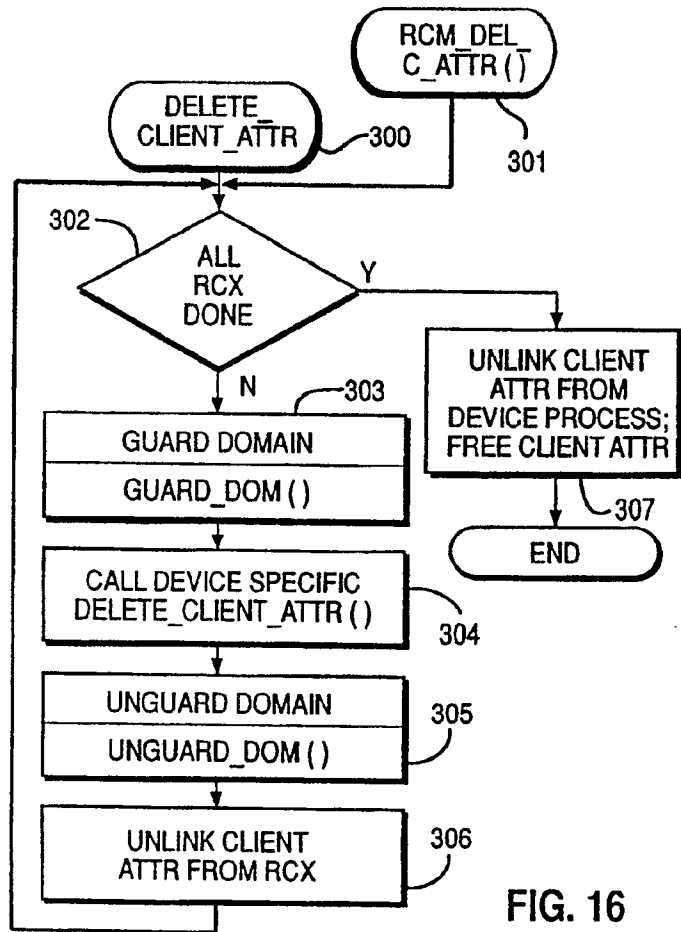 RCM_DEL_
C_ATTR ( )
301
DELETE_
CLIENT_ATTR
300
302
ALL
RCX
DONE
Y
N
303
GUARD DOMAIN
GUARD_DOM ( )
CALL DEVICE SPECIFIC
DELETE_CLIENT_ATTR ( )
304
UNGUARD DOMAIN
UNGUARD_DOM ( )
305
UNLINK CLIENT
ATTR FROM RCX
306
UNLINK CLIENT
ATTR FROM
DEVICE PROCESS;
FREE CLIENT ATTR
307
END
FIG. 16